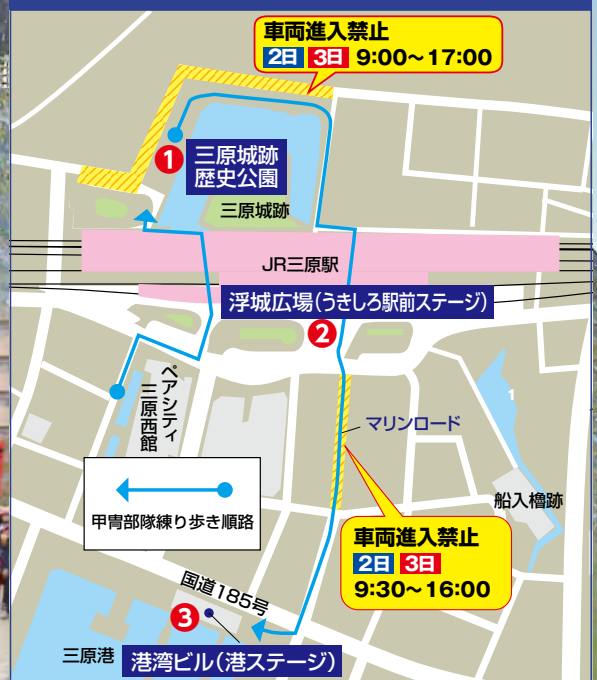 車両進入禁止
2日 3日 9:00～17:00
1 三原城跡
歴史公園
三原城跡
JR三原駅
浮城広場(うきしろ駅前ステージ)
2
ペアシティ
三原西館
マリンロード
1
船入櫓跡
甲冑部隊練り歩き順路
車両進入禁止
2日 3日
9:30～16:00
国道185号
3
三原港
港湾ビル(港ステージ)